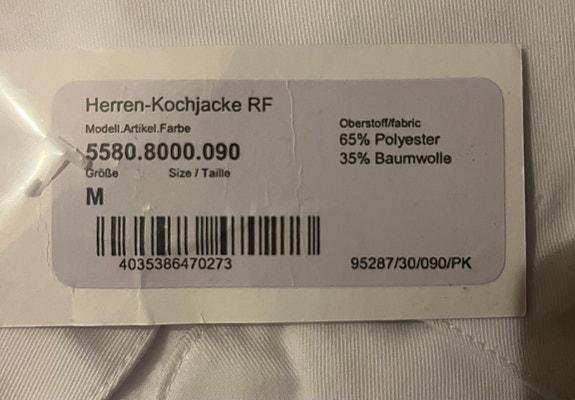 Herren-Kochjacke RF
Modell.Artikel.Farbe
5580.8000.090
Größe Size / Taille
M
4035386470273
Oberstoff/fabric
65% Polyester
35% Baumwolle
95287/30/090/PK